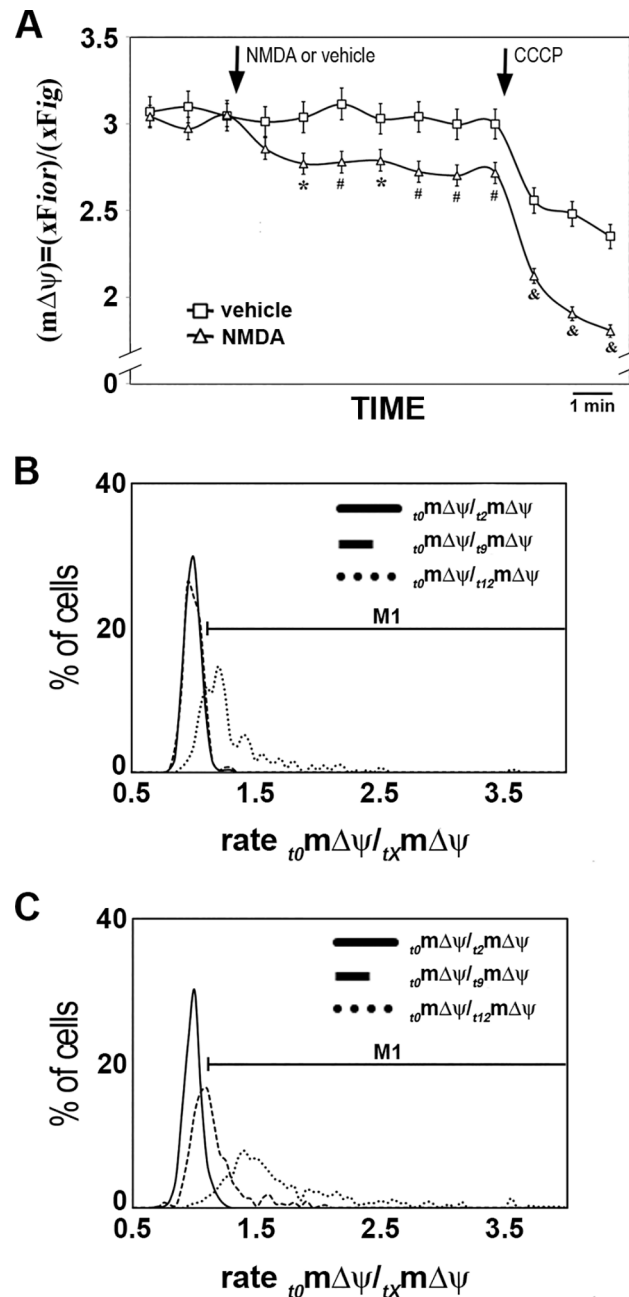 A
3.5
NMDA or vehicle
CCCP
3
2.5
2
0
(mΔψ)=(xFior)/(xFig)
* # * # # #
& & &
vehicle
NMDA
TIME
1 min
B
40
20
0
% of cells
t0mΔψ/t2mΔψ
t0mΔψ/t9mΔψ
t0mΔψ/t12mΔψ
M1
0.5 1.5 2.5 3.5
rate t0mΔψ/tXmΔψ
C
40
20
0
% of cells
t0mΔψ/t2mΔψ
t0mΔψ/t9mΔψ
t0mΔψ/t12mΔψ
M1
0.5 1.5 2.5 3.5
rate t0mΔψ/tXmΔψ